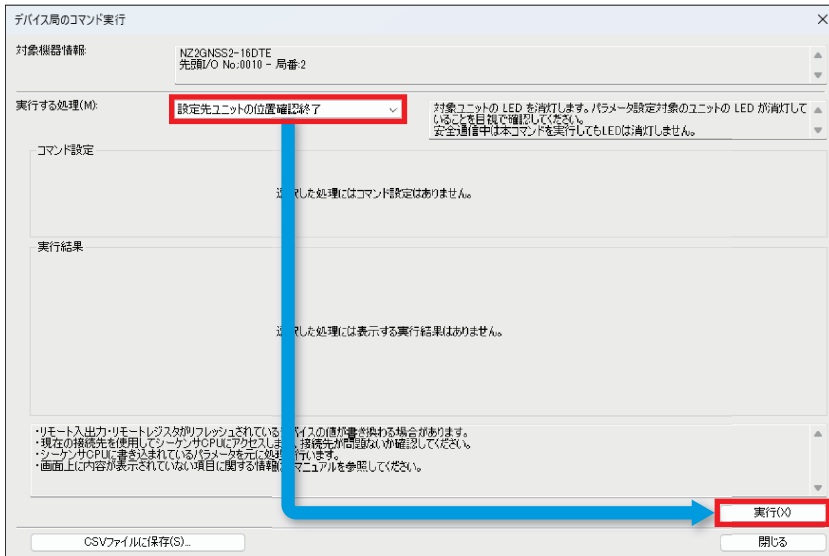 デバイス局のコマンド実行
対象機器情報:
NZ2GNSS2-16DTE
先頭I/O No.:0010 - 局番:2
実行する処理(M):
設定先ユニットの位置確認終了
対象ユニットの LED を消灯します。パラメータ設定対象のユニットの LED が消灯して
いることを目視で確認してください。
安全通信中は本コマンドを実行してもLEDは消灯しません。
コマンド設定
した処理にはコマンド設定はありません。
実行結果
した処理には表示する実行結果はありません。
・リモート入出力・リモートレジスタがリフレッシュされている バイスの値が書き換わる場合があります。
・現在の接続先を使用してシーケンサCPUにアクセスしま 接続先が問題ないか確認してください。
・シーケンサCPUに書き込まれているパラメータを元に処理 行います。
・画面上に内容が表示されていない項目に関する情報 マニュアルを参照してください。
実行(X)
CSVファイルに保存(S)...
閉じる